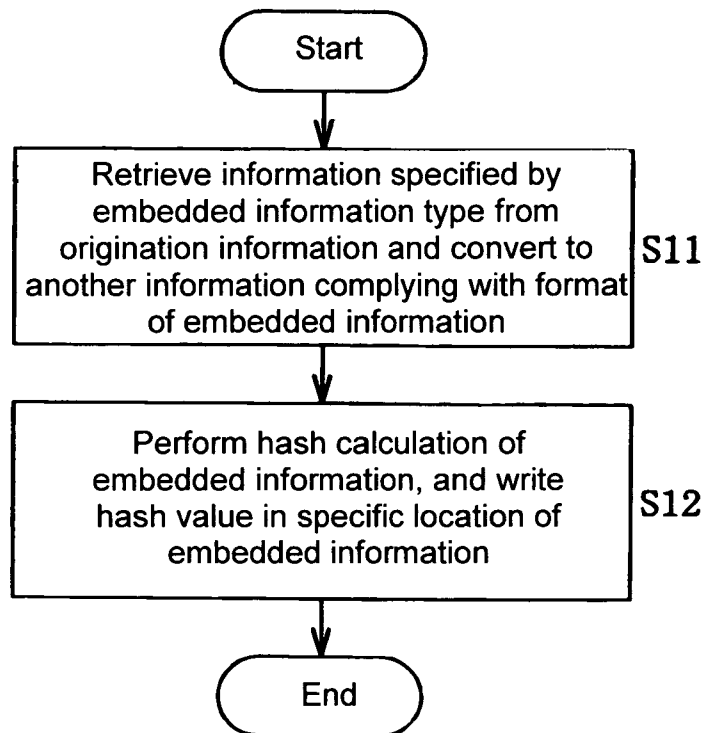 Start
Retrieve information specified by
embedded information type from
origination information and convert to
another information complying with format
of embedded information
S11
Perform hash calculation of
embedded information, and write
hash value in specific location of
embedded information
S12
End